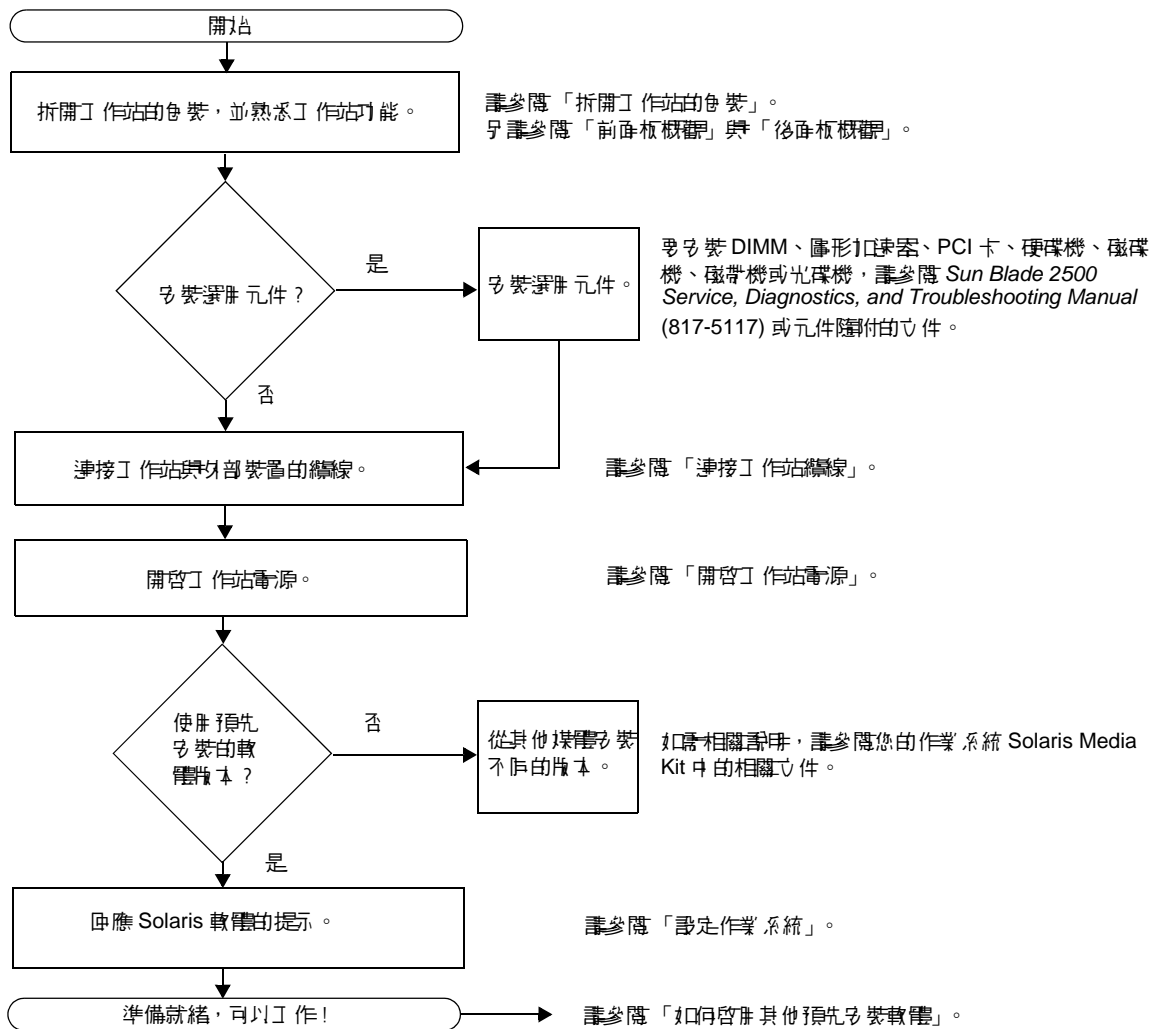 開始
拆開工作站的包裝，並熟悉工作站功能。
請參閱「拆開工作站的包裝」。
另請參閱「前面板概觀」與「後面板概觀」。
安裝選用元件？
是
安裝選用元件。
要安裝 DIMM、圖形加速器、PCI 卡、硬碟機、磁碟
機、磁帶機或光碟機，請參閱 Sun Blade 2500
Service, Diagnostics, and Troubleshooting Manual
(817-5117) 或元件隨附的文件。
否
連接工作站與外部裝置的纜線。
請參閱「連接工作站纜線」。
開啟工作站電源。
請參閱「開啟工作站電源」。
使用預先
安裝的軟
體版本？
否
從其他媒體安裝
不同的版本。
如需相關說明，請參閱您的作業系統 Solaris Media
Kit 中的相關文件。
是
回應 Solaris 軟體的提示。
請參閱「設定作業系統」。
準備就緒，可以工作！
請參閱「如何啟用其他預先安裝軟體」。